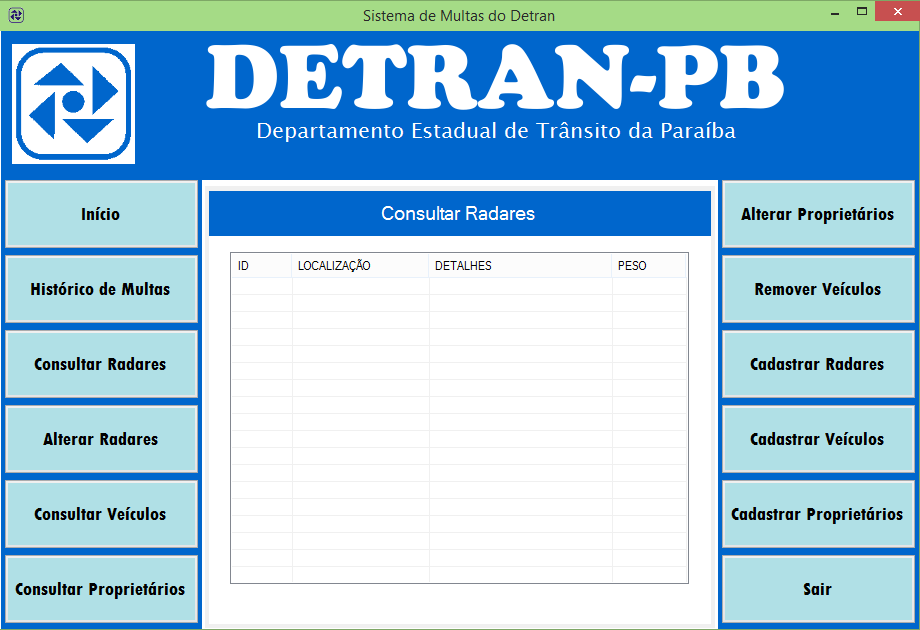 Sistema de Multas do Detran
DETRAN-PB
Departamento Estadual de Trânsito da Paraíba
Início
Histórico de Multas
Consultar Radares
Alterar Radares
Consultar Veículos
Consultar Proprietários
Consultar Radares
ID LOCALIZAÇÃO DETALHES PESO
Alterar Proprietários
Remover Veículos
Cadastrar Radares
Cadastrar Veículos
Cadastrar Proprietários
Sair